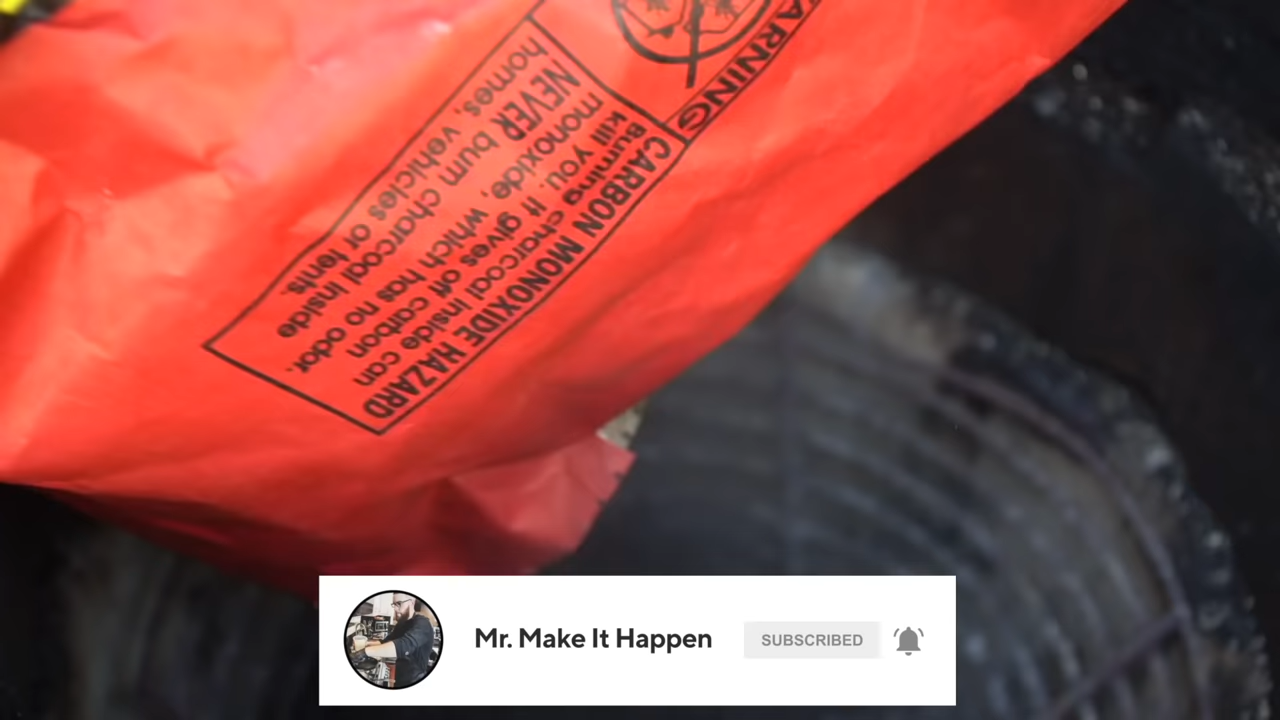 WARNING
CARBON MONOXIDE HAZARD
Burning charcoal inside can
kill you. It gives off carbon
monoxide, which has no odor.
NEVER burn charcoal inside
homes, vehicles or tents.
Mr. Make It Happen
SUBSCRIBED